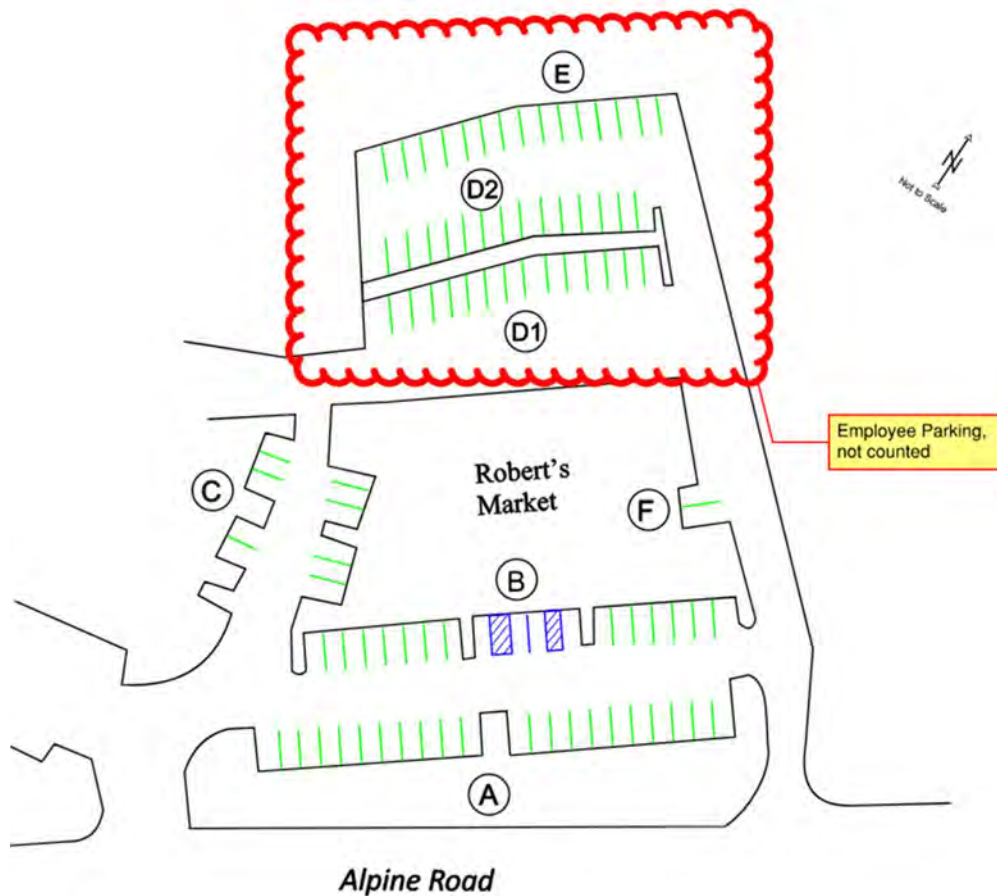 E
D2
N
Not to Scale
D1
Employee Parking,
not counted
C
Robert's
Market
F
B
A
Alpine Road